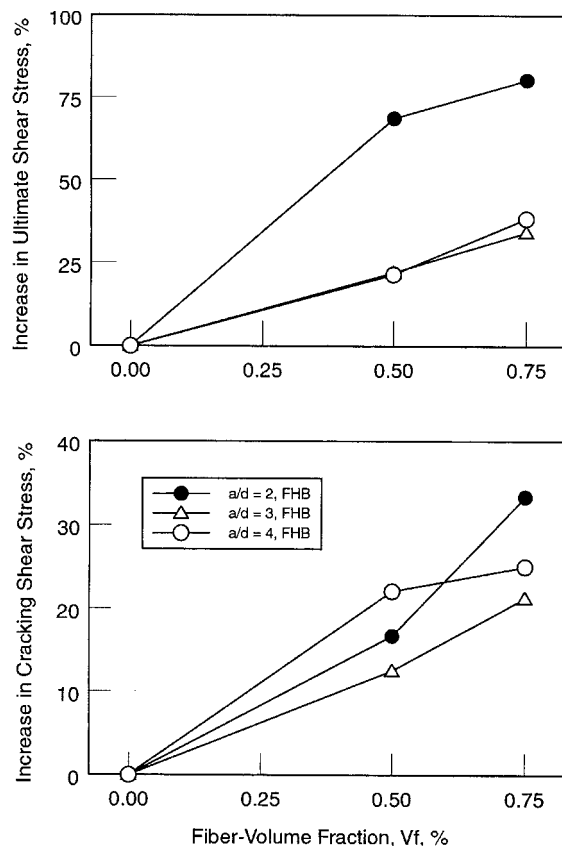 Increase in Ultimate Shear Stress, %
100
75
50
25
0
0.00 0.25 0.50 0.75
Increase in Cracking Shear Stress, %
40
30
20
10
0
a/d = 2, FHB
a/d = 3, FHB
a/d = 4, FHB
0.00 0.25 0.50 0.75
Fiber-Volume Fraction, Vf, %